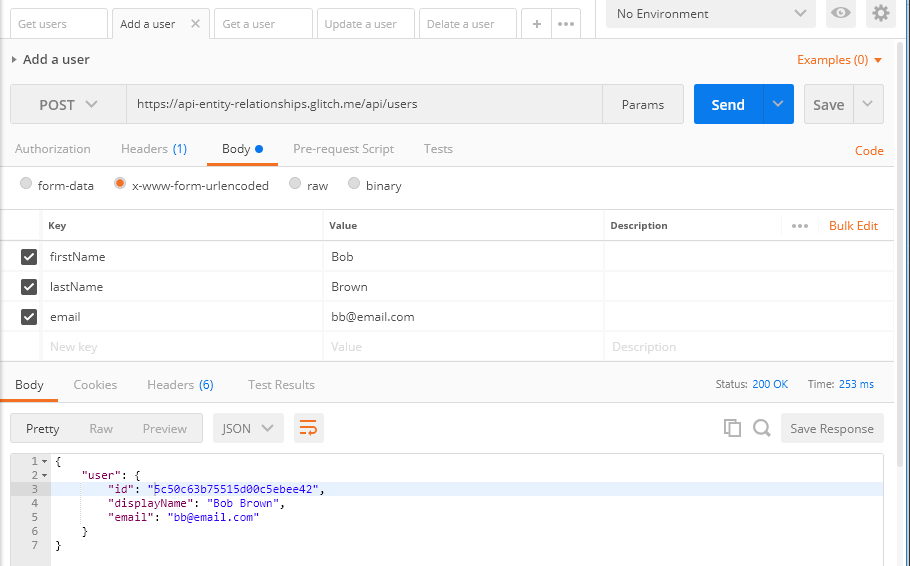 Get users Add a user Get a user Update a user Delate a user + ••• No Environment
Add a user Examples (0)
POST https://api-entity-relationships.glitch.me/api/users Params Send Save
Authorization Headers (1) Body Pre-request Script Tests Code
form-data x-www-form-urlencoded raw binary
Key Value Description ••• Bulk Edit
firstName Bob
lastName Brown
email bb@email.com
New key Value Description
Body Cookies Headers (6) Test Results Status: 200 OK Time: 253 ms
Pretty Raw Preview JSON Save Response
1 {
2 "user": {
3 "id": "5c50c63b75515d00c5ebee42",
4 "displayName": "Bob Brown",
5 "email": "bb@email.com"
6 }
7 }